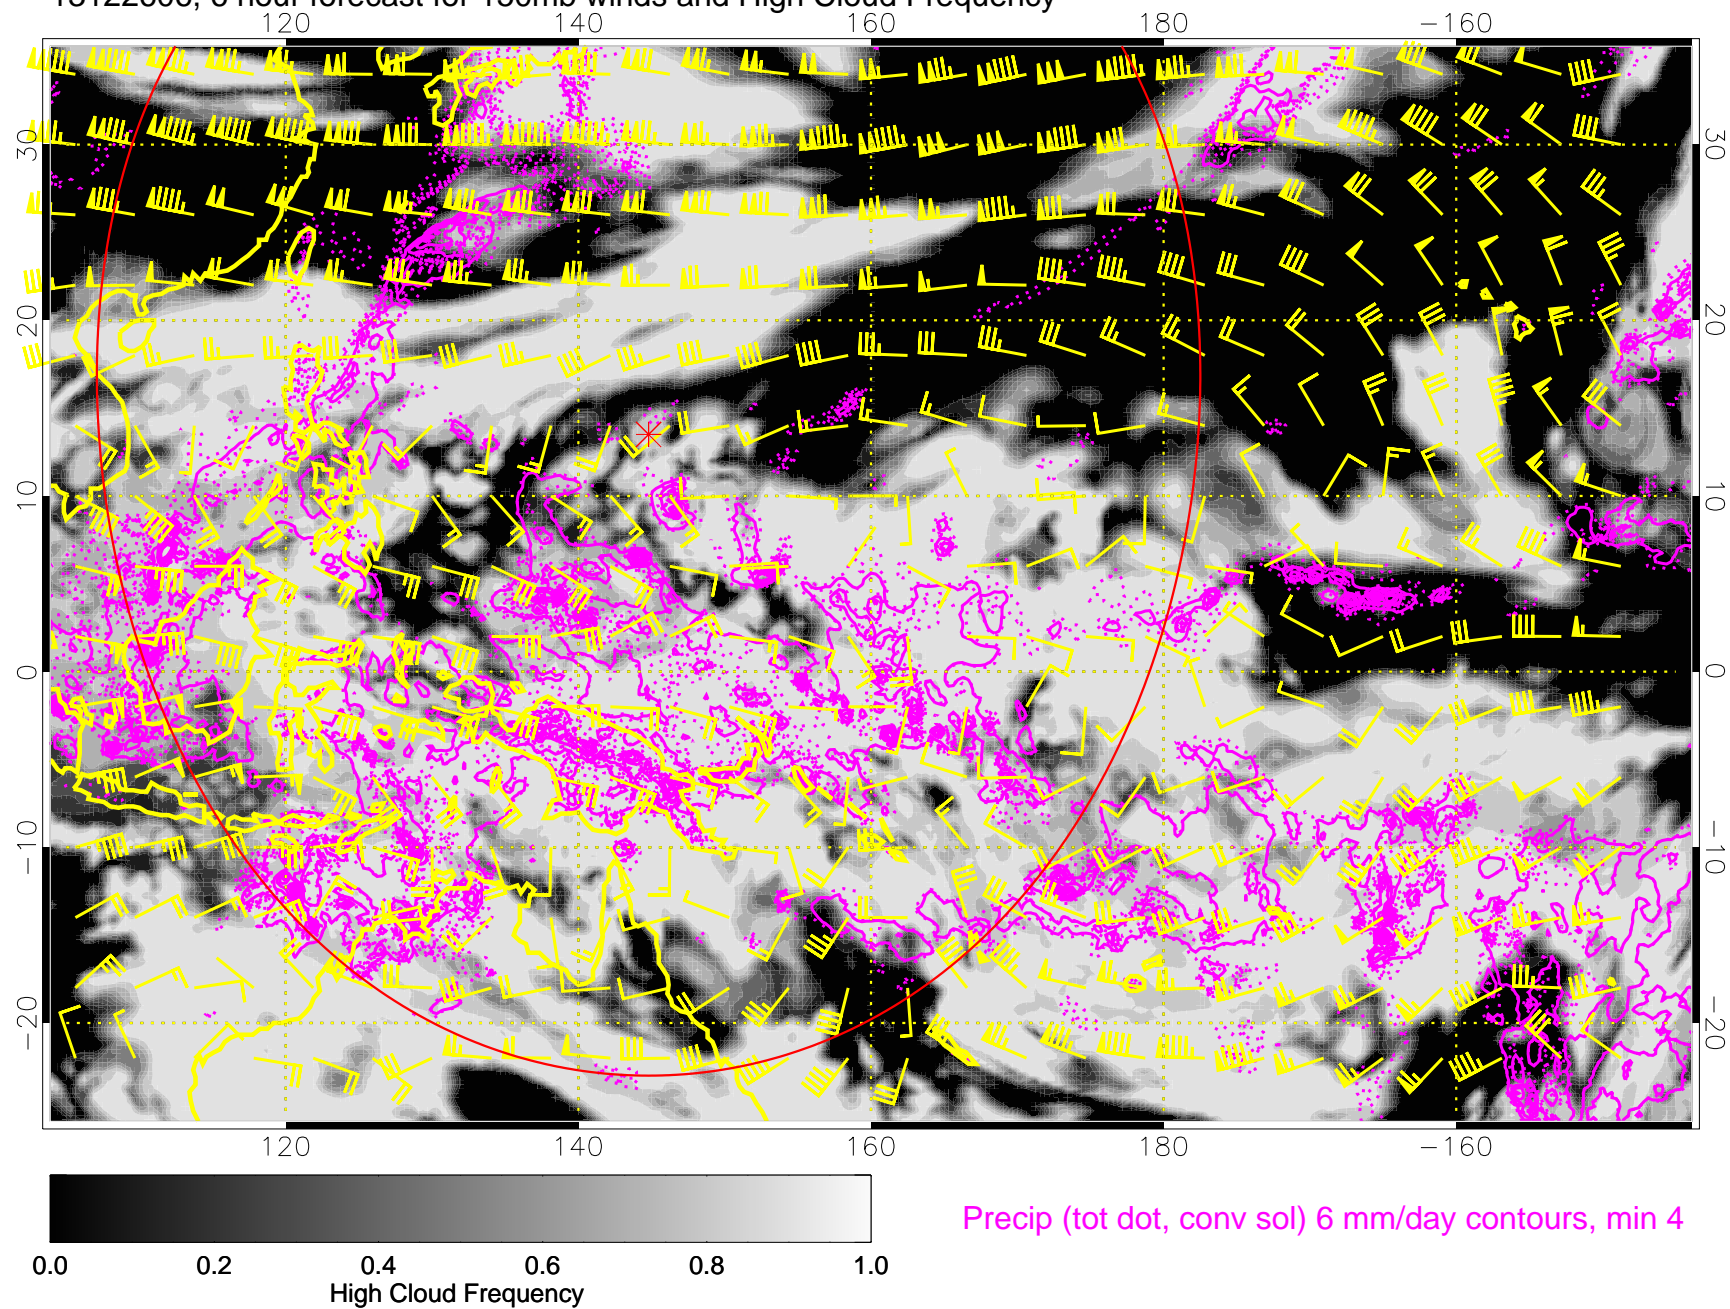 120 140 160 180 −160
30 30
20 20
10 10
0 0
−10 −10
−20 −20
120 140 160 180 −160
Precip (tot dot, conv sol) 6 mm/day contours, min 4
0.0 0.2 0.4 0.6 0.8 1.0
High Cloud Frequency